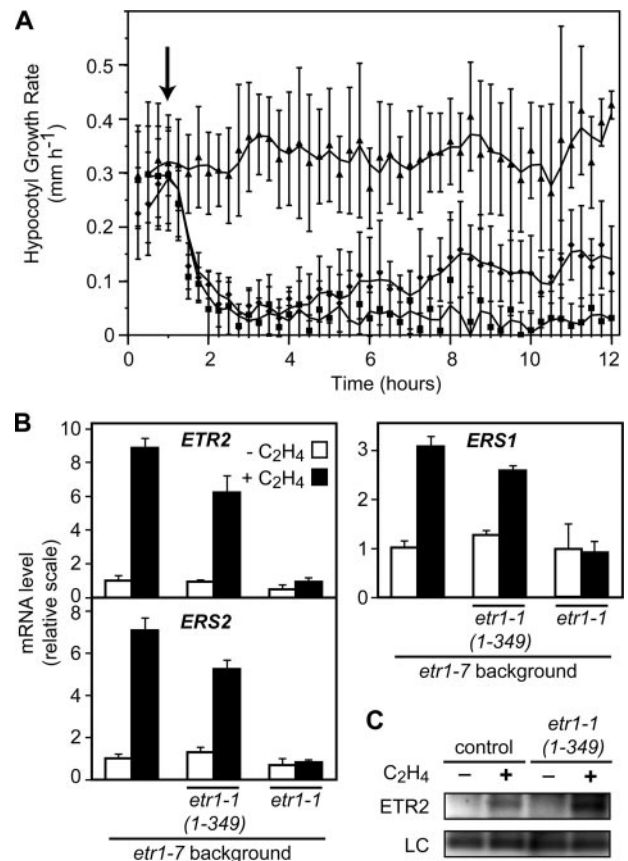 A
Hypocotyl Growth Rate
(mm h⁻¹)
0.5
0.4
0.3
0.2
0.1
0
0 2 4 6 8 10 12
Time (hours)
B
mRNA level
(relative scale)
ETR2
- C₂H₄
+ C₂H₄
10
8
6
4
2
0
ERS1
3
2
1
0
etr1-1
(1-349)
etr1-1
etr1-7 background
ERS2
8
6
4
2
0
etr1-1
(1-349)
etr1-1
etr1-7 background
C
control
etr1-1
(1-349)
C₂H₄ − + − +
ETR2
LC